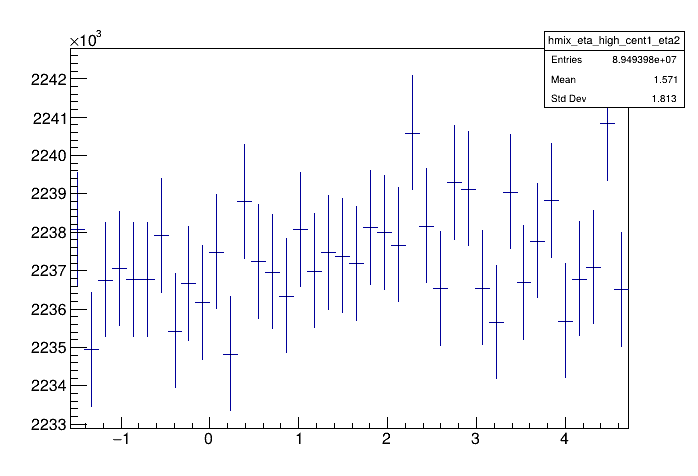 ×10³
hmix_eta_high_cent1_eta2
Entries 8.949398e+07
Mean 1.571
Std Dev 1.813
2242
2241
2240
2239
2238
2237
2236
2235
2234
2233
−1 0 1 2 3 4